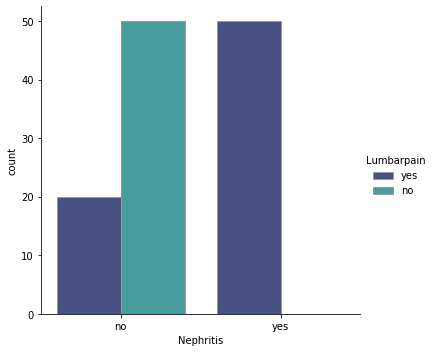 50
40
30
20
10
0
count
no
yes
Nephritis
Lumbarpain
yes
no